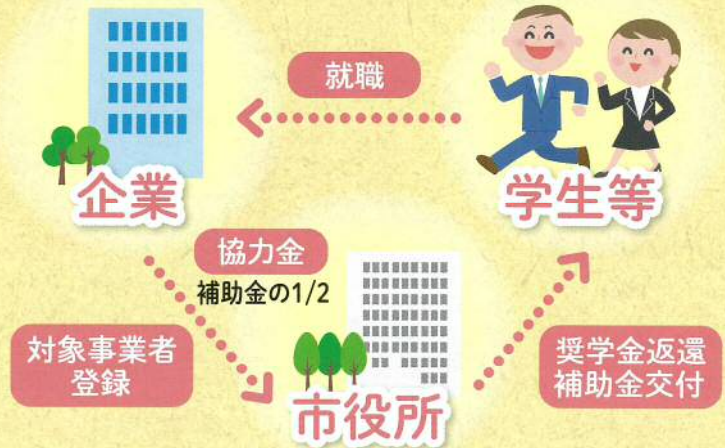 就職
企業
学生等
協力金
補助金の1/2
対象事業者
登録
奨学金返還
補助金交付
市役所